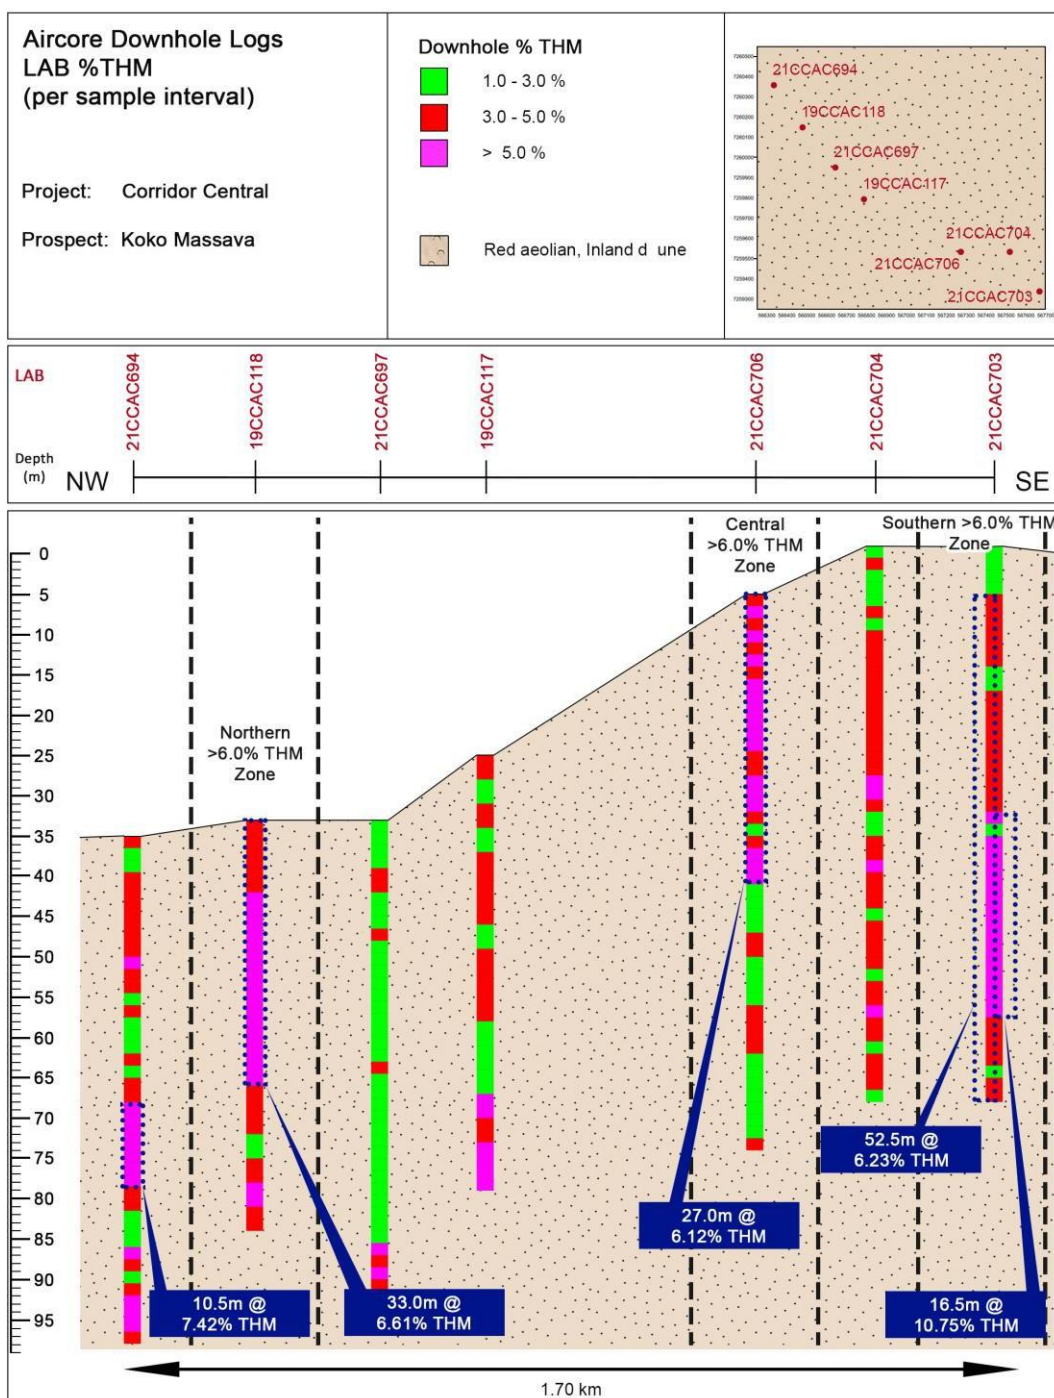 Aircore Downhole Logs
LAB %THM
(per sample interval)
Project: Corridor Central
Prospect: Koko Massava
Downhole % THM
1.0 - 3.0 %
3.0 - 5.0 %
> 5.0 %
Red aeolian, Inland d une
21CCAC694
19CCAC118
21CCAC697
19CCAC117
21CCAC704
21CCAC706
21CCAC703
LAB
21CCAC694
19CCAC118
21CCAC697
19CCAC117
21CCAC706
21CCAC704
21CCAC703
Depth
(m)
NW
SE
Northern
>6.0% THM
Zone
Central
>6.0% THM
Zone
Southern >6.0% THM
Zone
0
5
10
15
20
25
30
35
40
45
50
55
60
65
70
75
80
85
90
95
52.5m @
6.23% THM
27.0m @
6.12% THM
10.5m @
7.42% THM
33.0m @
6.61% THM
16.5m @
10.75% THM
1.70 km